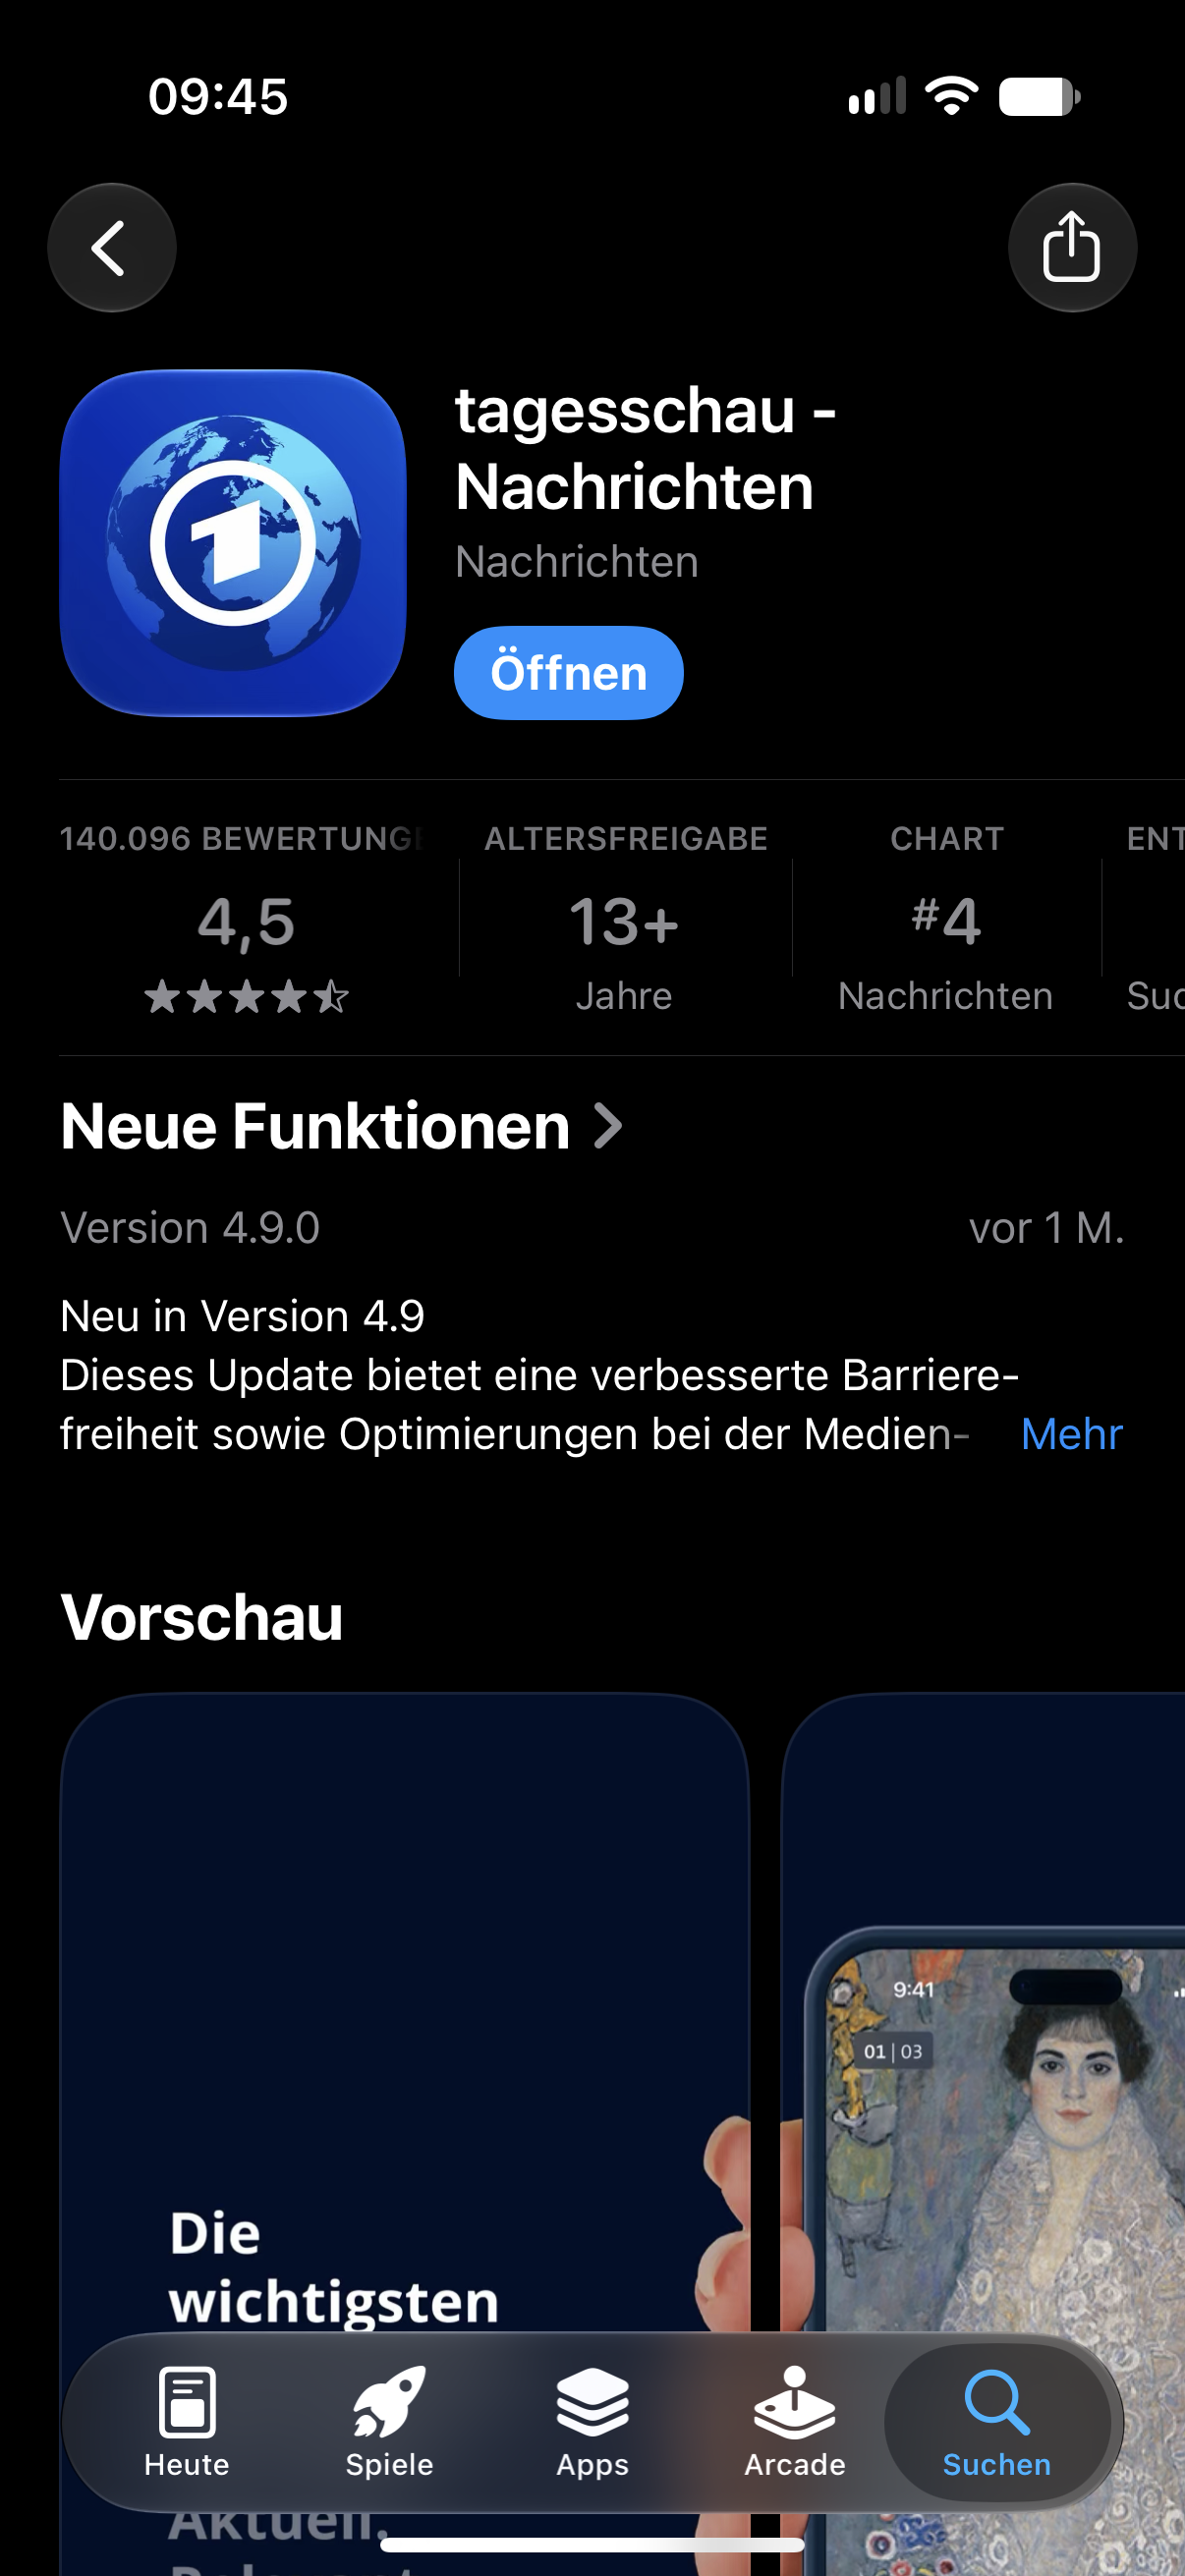 09:45
tagesschau -
Nachrichten
Nachrichten
Öffnen
140.096 BEWERTUNGE
ALTERSFREIGABE
CHART
ENT
4,5
13+
#4
Jahre
Nachrichten
Suc
Neue Funktionen
Version 4.9.0
vor 1 M.
Neu in Version 4.9
Dieses Update bietet eine verbesserte Barriere-
freiheit sowie Optimierungen bei der Medien-
Mehr
Vorschau
9:41
01 | 03
Die
wichtigsten
Heute
Spiele
Apps
Arcade
Suchen
Aktuell.